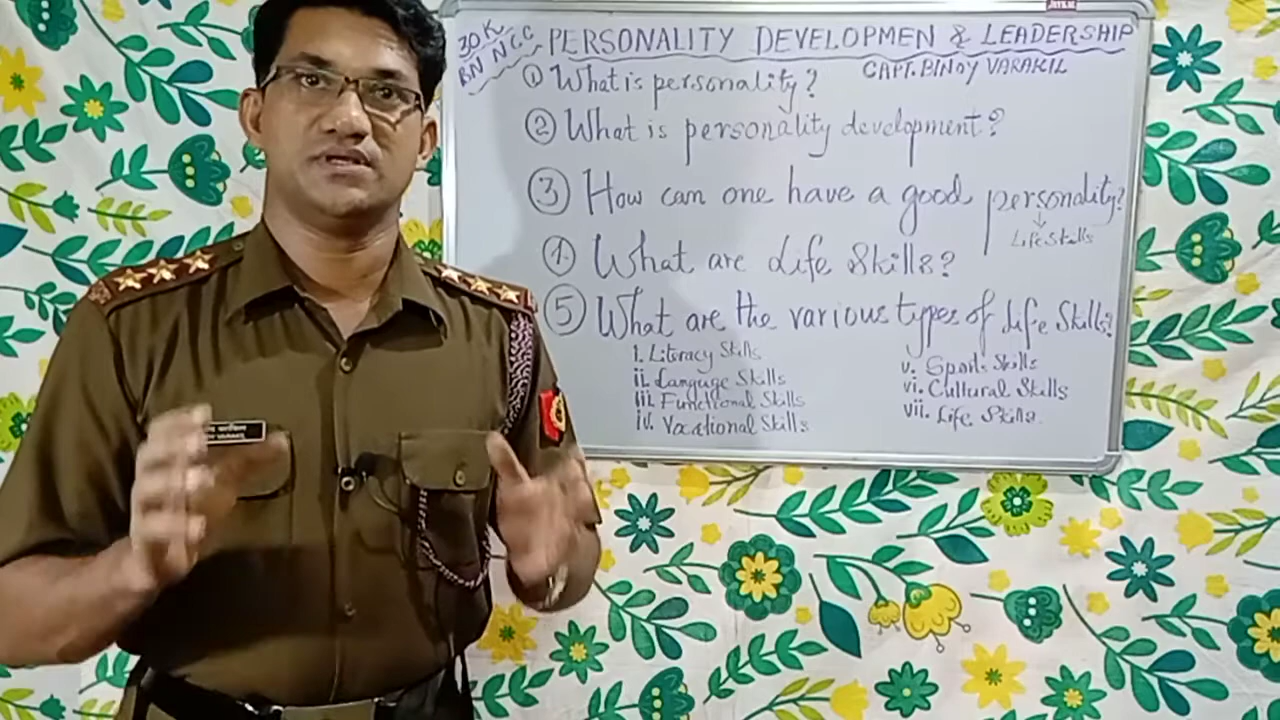 30 K PERSONALITY DEVELOPMEN & LEADERSHIP
BN NCC
CAPT. BINOY VARAKIL
① What is personality?
② What is personality development?
③ How can one have a good personality?
↓
Life Skills
④. What are Life Skills?
⑤ What are the various types of Life Skills?
i. Literacy Skills
ii. Languge Skills
iii. Functional Skills
iv. Vocational Skills
v. Sports Skills
vi. Cultural Skills
vii. Life Skills.
VARAKIL